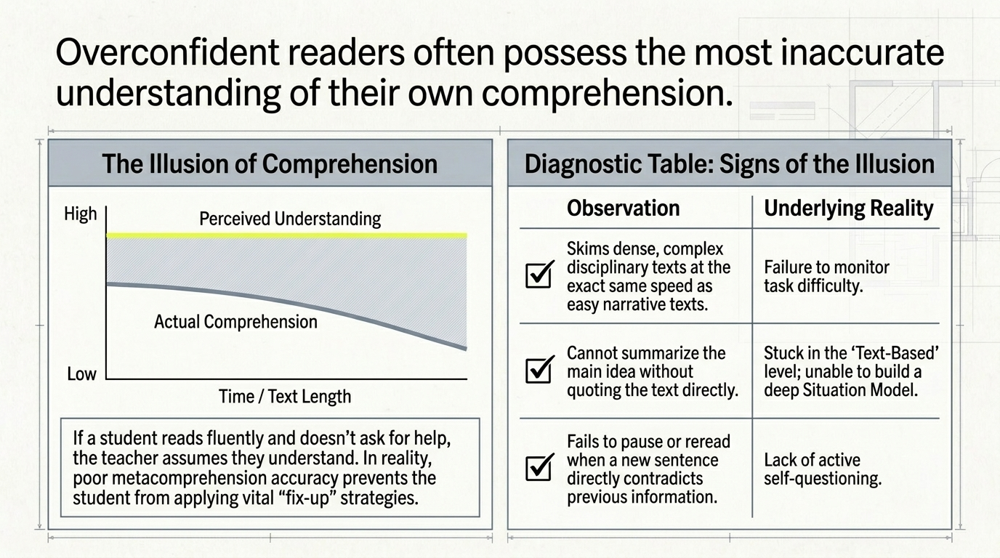 Overconfident readers often possess the most inaccurate
understanding of their own comprehension.
The Illusion of Comprehension
High
Perceived Understanding
Actual Comprehension
Low
Time / Text Length
If a student reads fluently and doesn’t ask for help,
the teacher assumes they understand. In reality,
poor metacomprehension accuracy prevents the
student from applying vital “fix-up” strategies.
Diagnostic Table: Signs of the Illusion
Observation
Underlying Reality
Skims dense, complex
disciplinary texts at the
exact same speed as
easy narrative texts.
Failure to monitor
task difficulty.
Cannot summarize the
main idea without
quoting the text directly.
Stuck in the ‘Text-Based’
level; unable to build a
deep Situation Model.
Fails to pause or reread
when a new sentence
directly contradicts
previous information.
Lack of active
self-questioning.